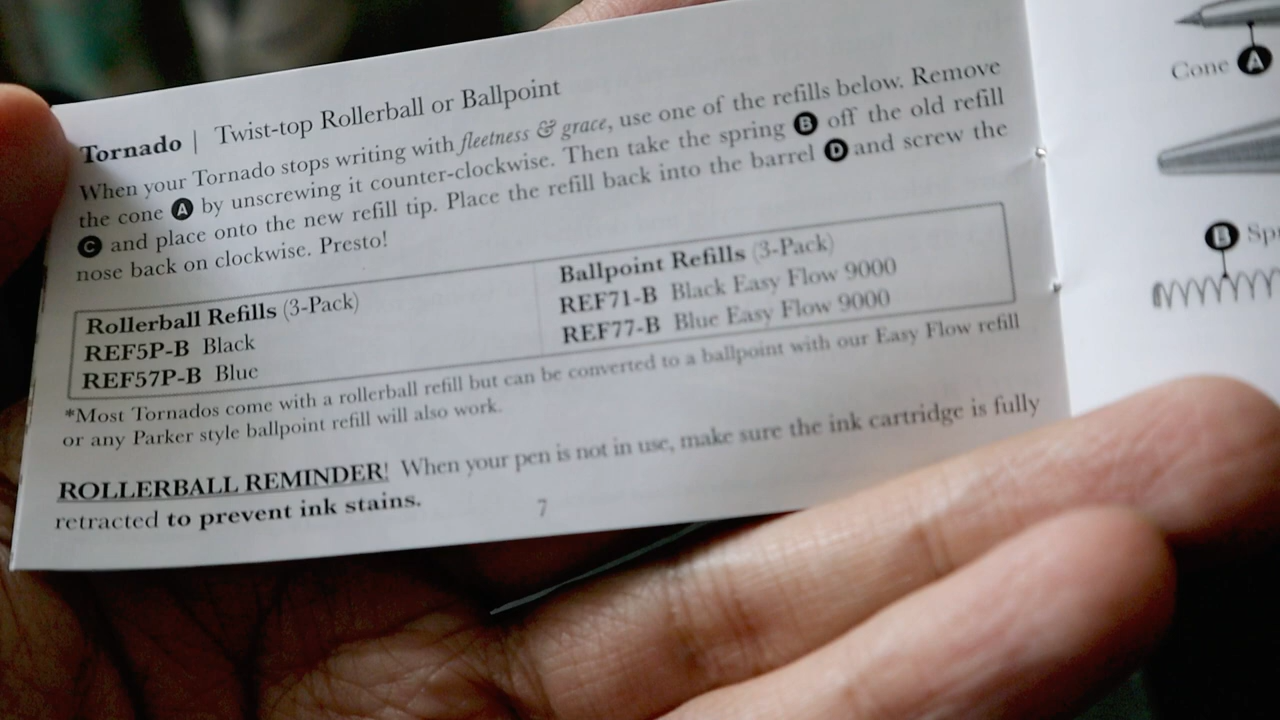 Tornado | Twist-top Rollerball or Ballpoint
When your Tornado stops writing with fleetness & grace, use one of the refills below. Remove
the cone A by unscrewing it counter-clockwise. Then take the spring B off the old refill
C and place onto the new refill tip. Place the refill back into the barrel D and screw the
nose back on clockwise. Presto!
Rollerball Refills (3-Pack)
REF5P-B Black
REF57P-B Blue
Ballpoint Refills (3-Pack)
REF71-B Black Easy Flow 9000
REF77-B Blue Easy Flow 9000
*Most Tornados come with a rollerball refill but can be converted to a ballpoint with our Easy Flow refill
or any Parker style ballpoint refill will also work.
ROLLERBALL REMINDER! When your pen is not in use, make sure the ink cartridge is fully
retracted to prevent ink stains.
7
Cone A
B